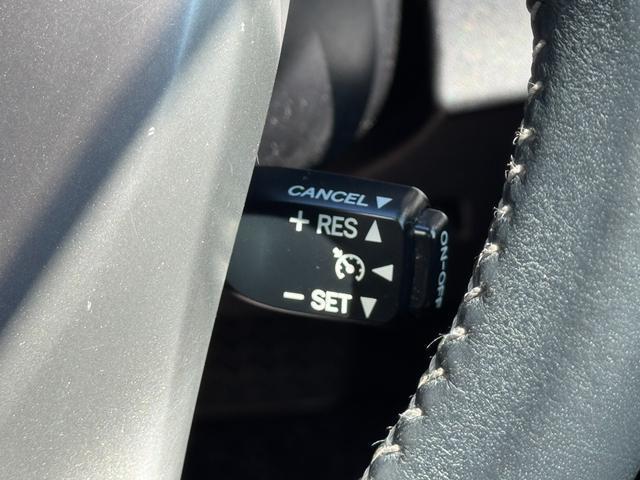 CANCEL ▼
+ RES ▲
◀
− SET ▼
ON-OFF